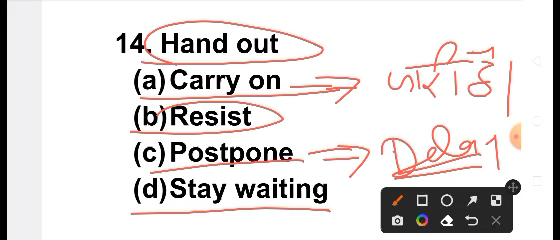 14. Hand out
(a) Carry on जारी है।
(b) Resist
(c) Postpone Delay
(d) Stay waiting